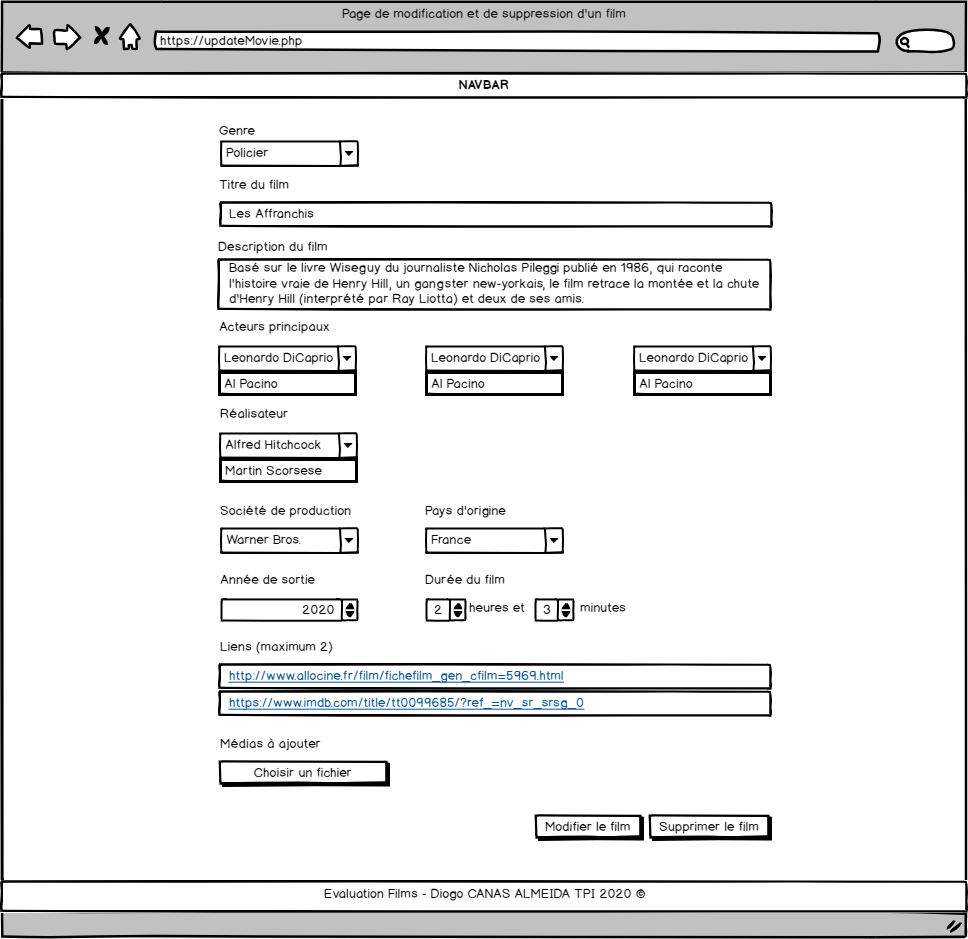 Page de modification et de suppression d'un film
https://updateMovie.php
NAVBAR
Genre
Policier
Titre du film
Les Affranchis
Description du film
Basé sur le livre Wiseguy du journaliste Nicholas Pileggi publié en 1986, qui raconte
l'histoire vraie de Henry Hill, un gangster new-yorkais, le film retrace la montée et la chute
d'Henry Hill (interprété par Ray Liotta) et deux de ses amis.
Acteurs principaux
Leonardo DiCaprio Leonardo DiCaprio Leonardo DiCaprio
Al Pacino Al Pacino Al Pacino
Réalisateur
Alfred Hitchcock
Martin Scorsese
Société de production Pays d'origine
Warner Bros. France
Année de sortie Durée du film
2020 2 heures et 3 minutes
Liens (maximum 2)
http://www.allocine.fr/film/fichefilm_gen_cfilm=5969.html
https://www.imdb.com/title/tt0099685/?ref_=nv_sr_srsg_0
Médias à ajouter
Choisir un fichier
Modifier le film Supprimer le film
Evaluation Films - Diogo CANAS ALMEIDA TPI 2020 ©